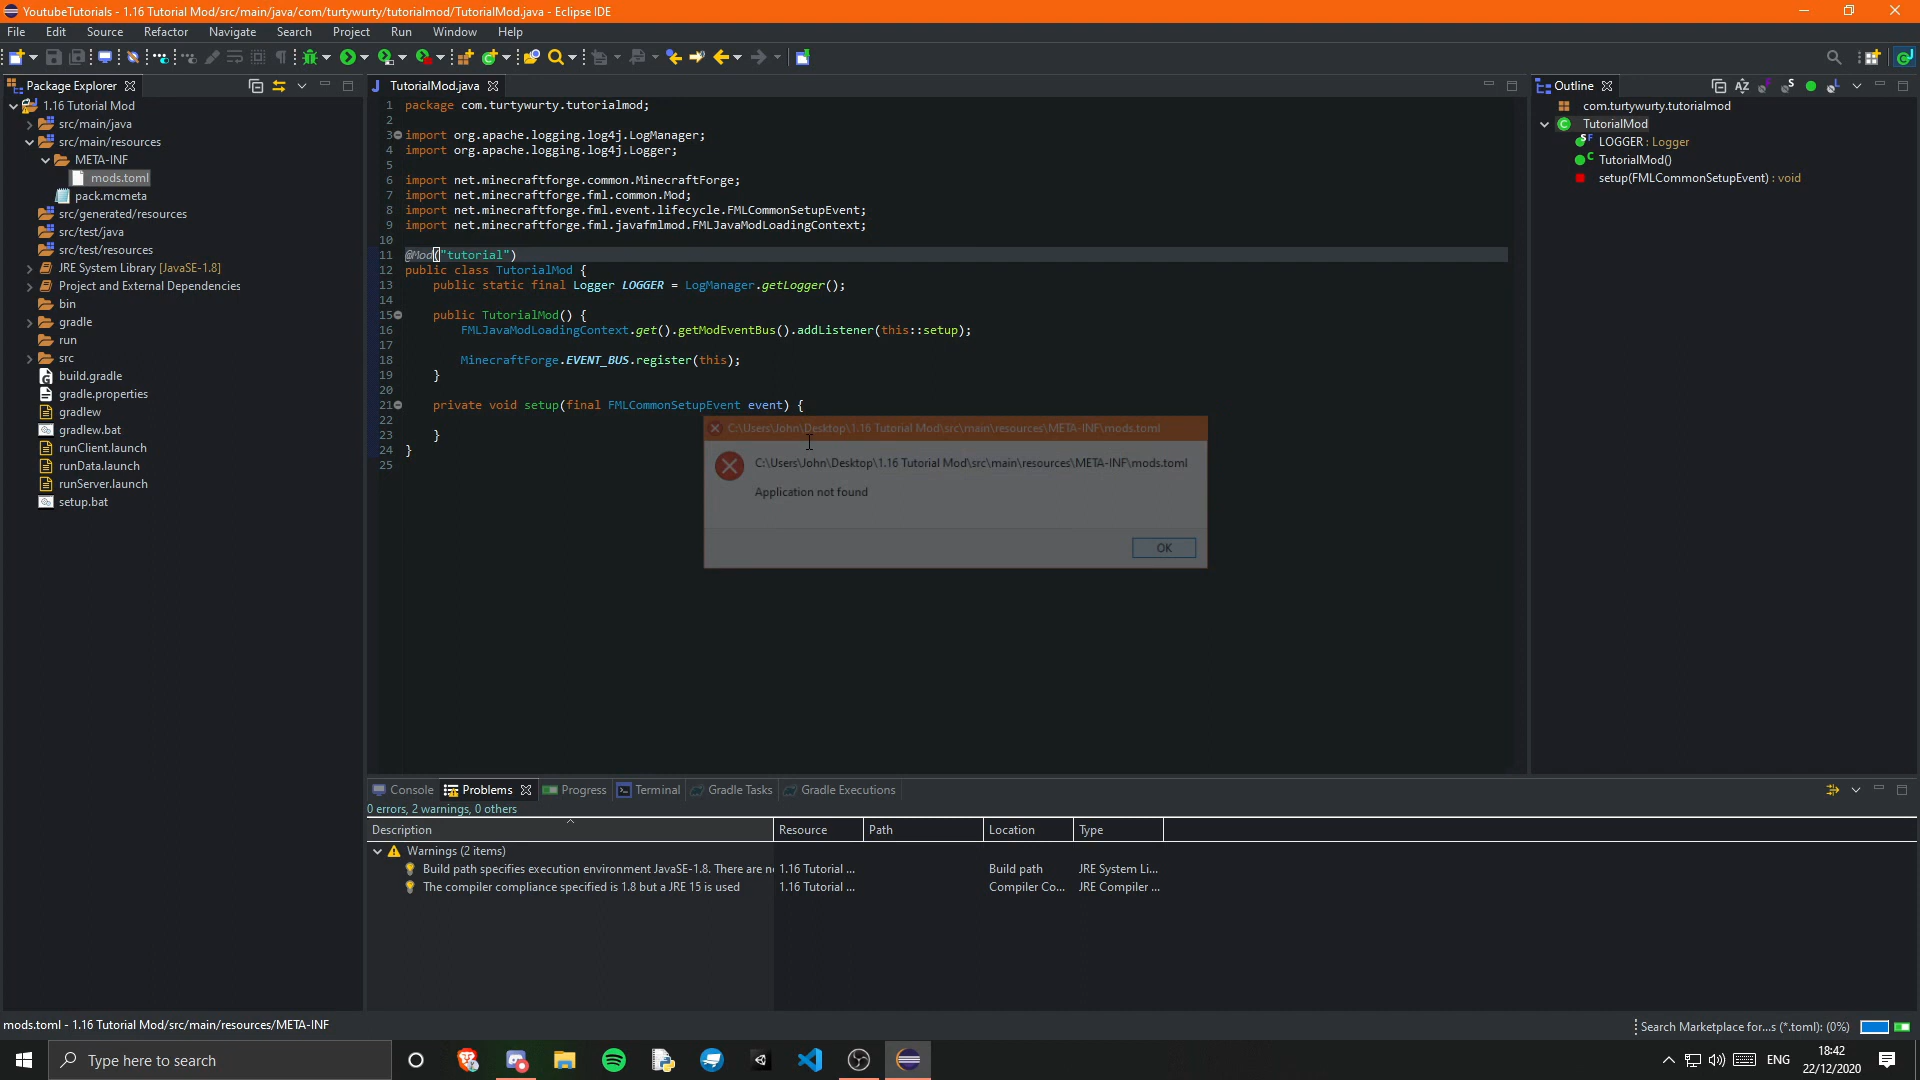 YoutubeTutorials - 1.16 Tutorial Mod/src/main/java/com/turtywurty/tutorialmod/TutorialMod.java - Eclipse IDE
File Edit Source Refactor Navigate Search Project Run Window Help
Package Explorer
1.16 Tutorial Mod
src/main/java
src/main/resources
META-INF
mods.toml
pack.mcmeta
src/generated/resources
src/test/java
src/test/resources
JRE System Library [JavaSE-1.8]
Project and External Dependencies
bin
gradle
run
src
build.gradle
gradle.properties
gradlew
gradlew.bat
runClient.launch
runData.launch
runServer.launch
setup.bat
TutorialMod.java
1 package com.turtywurty.tutorialmod;
2
3 import org.apache.logging.log4j.LogManager;
4 import org.apache.logging.log4j.Logger;
5
6 import net.minecraftforge.common.MinecraftForge;
7 import net.minecraftforge.fml.common.Mod;
8 import net.minecraftforge.fml.event.lifecycle.FMLCommonSetupEvent;
9 import net.minecraftforge.fml.javafmlmod.FMLJavaModLoadingContext;
10
11 @Mod("tutorial")
12 public class TutorialMod {
13 public static final Logger LOGGER = LogManager.getLogger();
14
15 public TutorialMod() {
16 FMLJavaModLoadingContext.get().getModEventBus().addListener(this::setup);
17
18 MinecraftForge.EVENT_BUS.register(this);
19 }
20
21 private void setup(final FMLCommonSetupEvent event) {
22
23 }
24 }
25
C:\Users\John\Desktop\1.16 Tutorial Mod\src\main\resources\META-INF\mods.toml
C:\Users\John\Desktop\1.16 Tutorial Mod\src\main\resources\META-INF\mods.toml
Application not found
OK
Outline
com.turtywurty.tutorialmod
TutorialMod
LOGGER : Logger
TutorialMod()
setup(FMLCommonSetupEvent) : void
Console Problems Progress Terminal Gradle Tasks Gradle Executions
0 errors, 2 warnings, 0 others
Description Resource Path Location Type
Warnings (2 items)
Build path specifies execution environment JavaSE-1.8. There are no 1.16 Tutorial ... Build path JRE System Li...
The compiler compliance specified is 1.8 but a JRE 15 is used 1.16 Tutorial ... Compiler Co... JRE Compiler ...
mods.toml - 1.16 Tutorial Mod/src/main/resources/META-INF
Search Marketplace for...s (*.toml): (0%)
Type here to search
ENG
18:42
22/12/2020